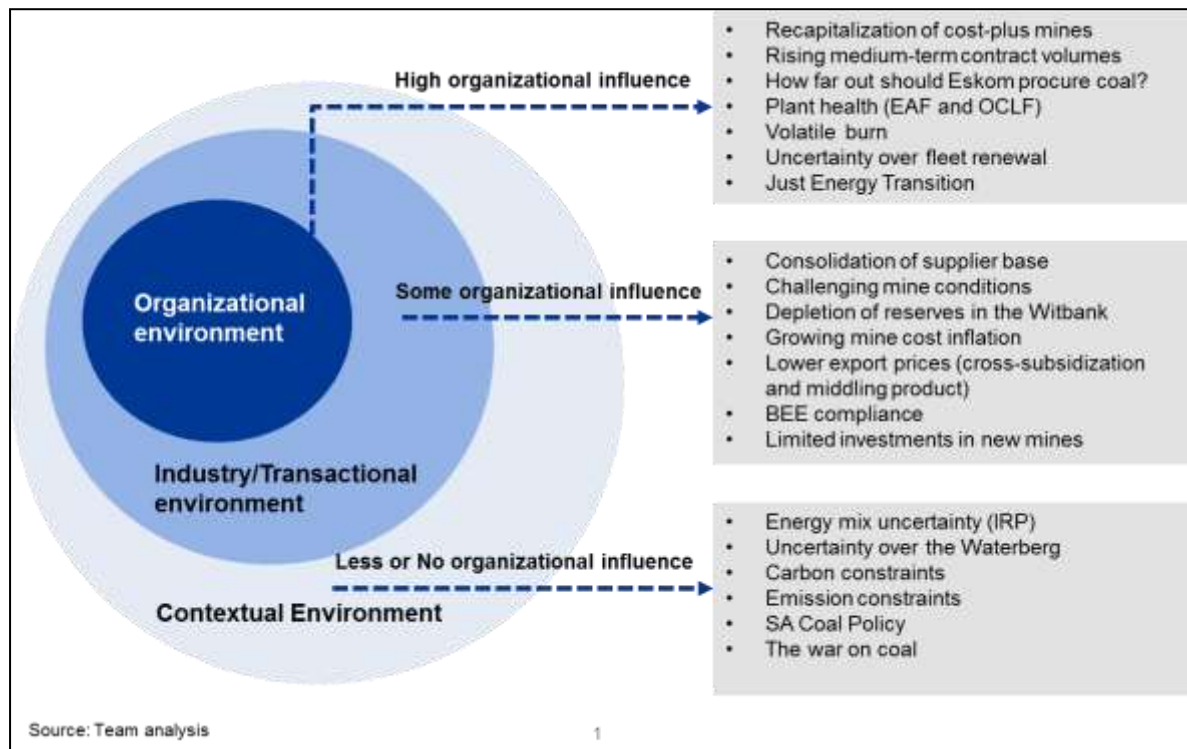 High organizational influence
• Recapitalization of cost-plus mines
• Rising medium-term contract volumes
• How far out should Eskom procure coal?
• Plant health (EAF and OCLF)
• Volatile burn
• Uncertainty over fleet renewal
• Just Energy Transition
Organizational
environment
Some organizational influence
• Consolidation of supplier base
• Challenging mine conditions
• Depletion of reserves in the Witbank
• Growing mine cost inflation
• Lower export prices (cross-subsidization
and middling product)
• BEE compliance
• Limited investments in new mines
Industry/Transactional
environment
Less or No organizational influence
• Energy mix uncertainty (IRP)
• Uncertainty over the Waterberg
• Carbon constraints
• Emission constraints
• SA Coal Policy
• The war on coal
Contextual Environment
Source: Team analysis
1